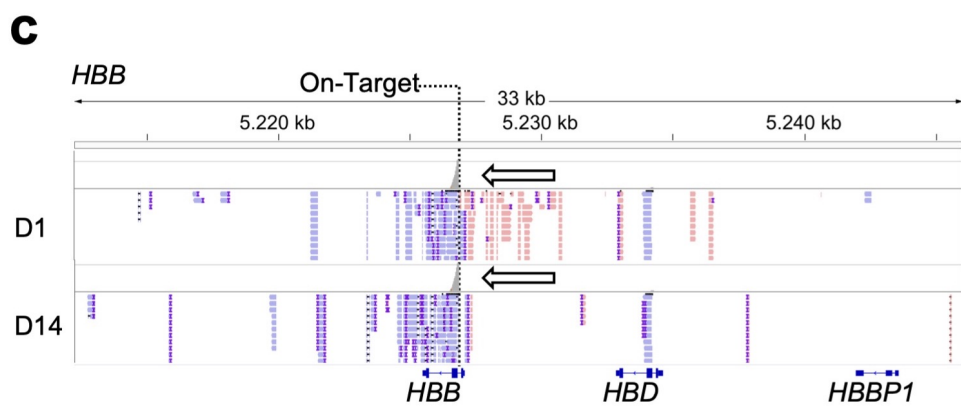 c
HBB
On-Target
33 kb
5.220 kb 5.230 kb 5.240 kb
D1
D14
HBB HBD HBBP1